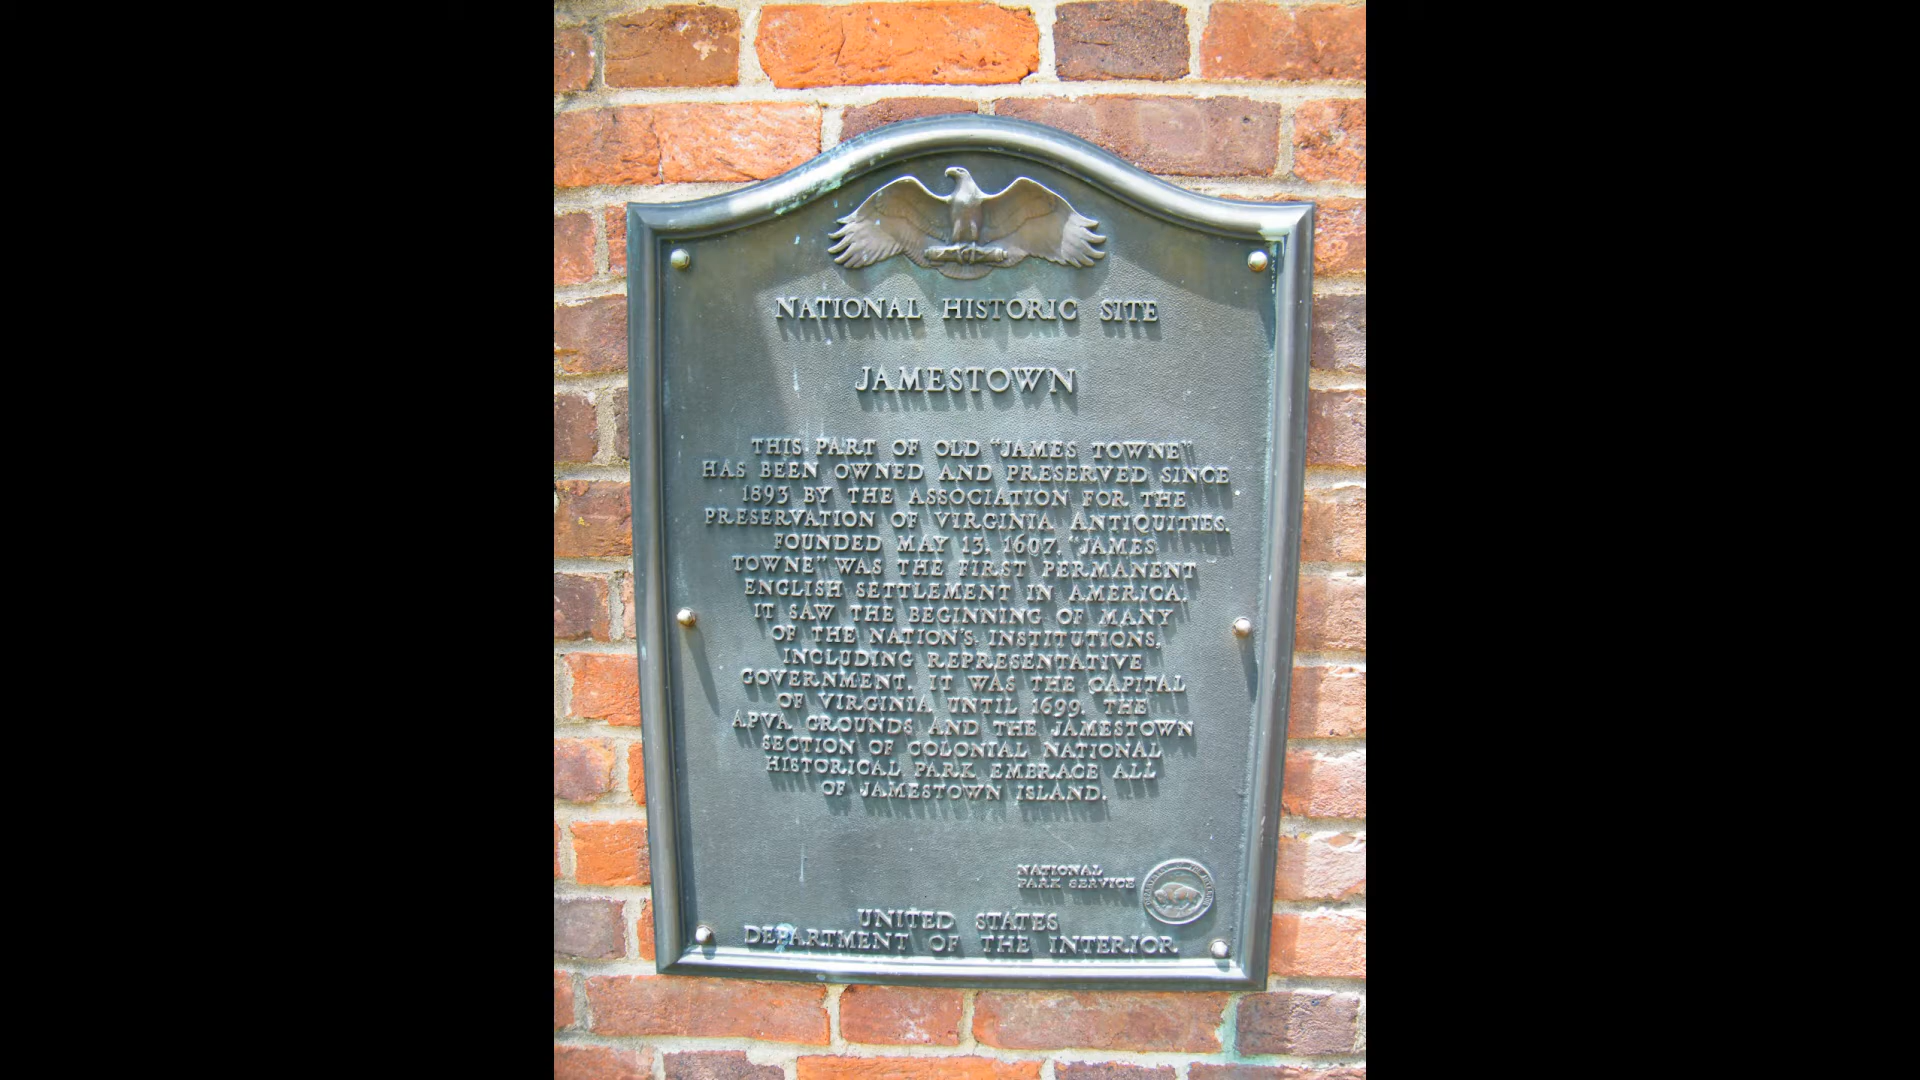 NATIONAL HISTORIC SITE
JAMESTOWN
THIS PART OF OLD "JAMES TOWNE"
HAS BEEN OWNED AND PRESERVED SINCE
1893 BY THE ASSOCIATION FOR THE
PRESERVATION OF VIRGINIA ANTIQUITIES.
FOUNDED MAY 13, 1607, "JAMES
TOWNE" WAS THE FIRST PERMANENT
ENGLISH SETTLEMENT IN AMERICA.
IT SAW THE BEGINNING OF MANY
OF THE NATION'S INSTITUTIONS,
INCLUDING REPRESENTATIVE
GOVERNMENT. IT WAS THE CAPITAL
OF VIRGINIA UNTIL 1699. THE
A.P.V.A. GROUNDS AND THE JAMESTOWN
SECTION OF COLONIAL NATIONAL
HISTORICAL PARK EMBRACE ALL
OF JAMESTOWN ISLAND.
NATIONAL
PARK SERVICE
UNITED STATES
DEPARTMENT OF THE INTERIOR